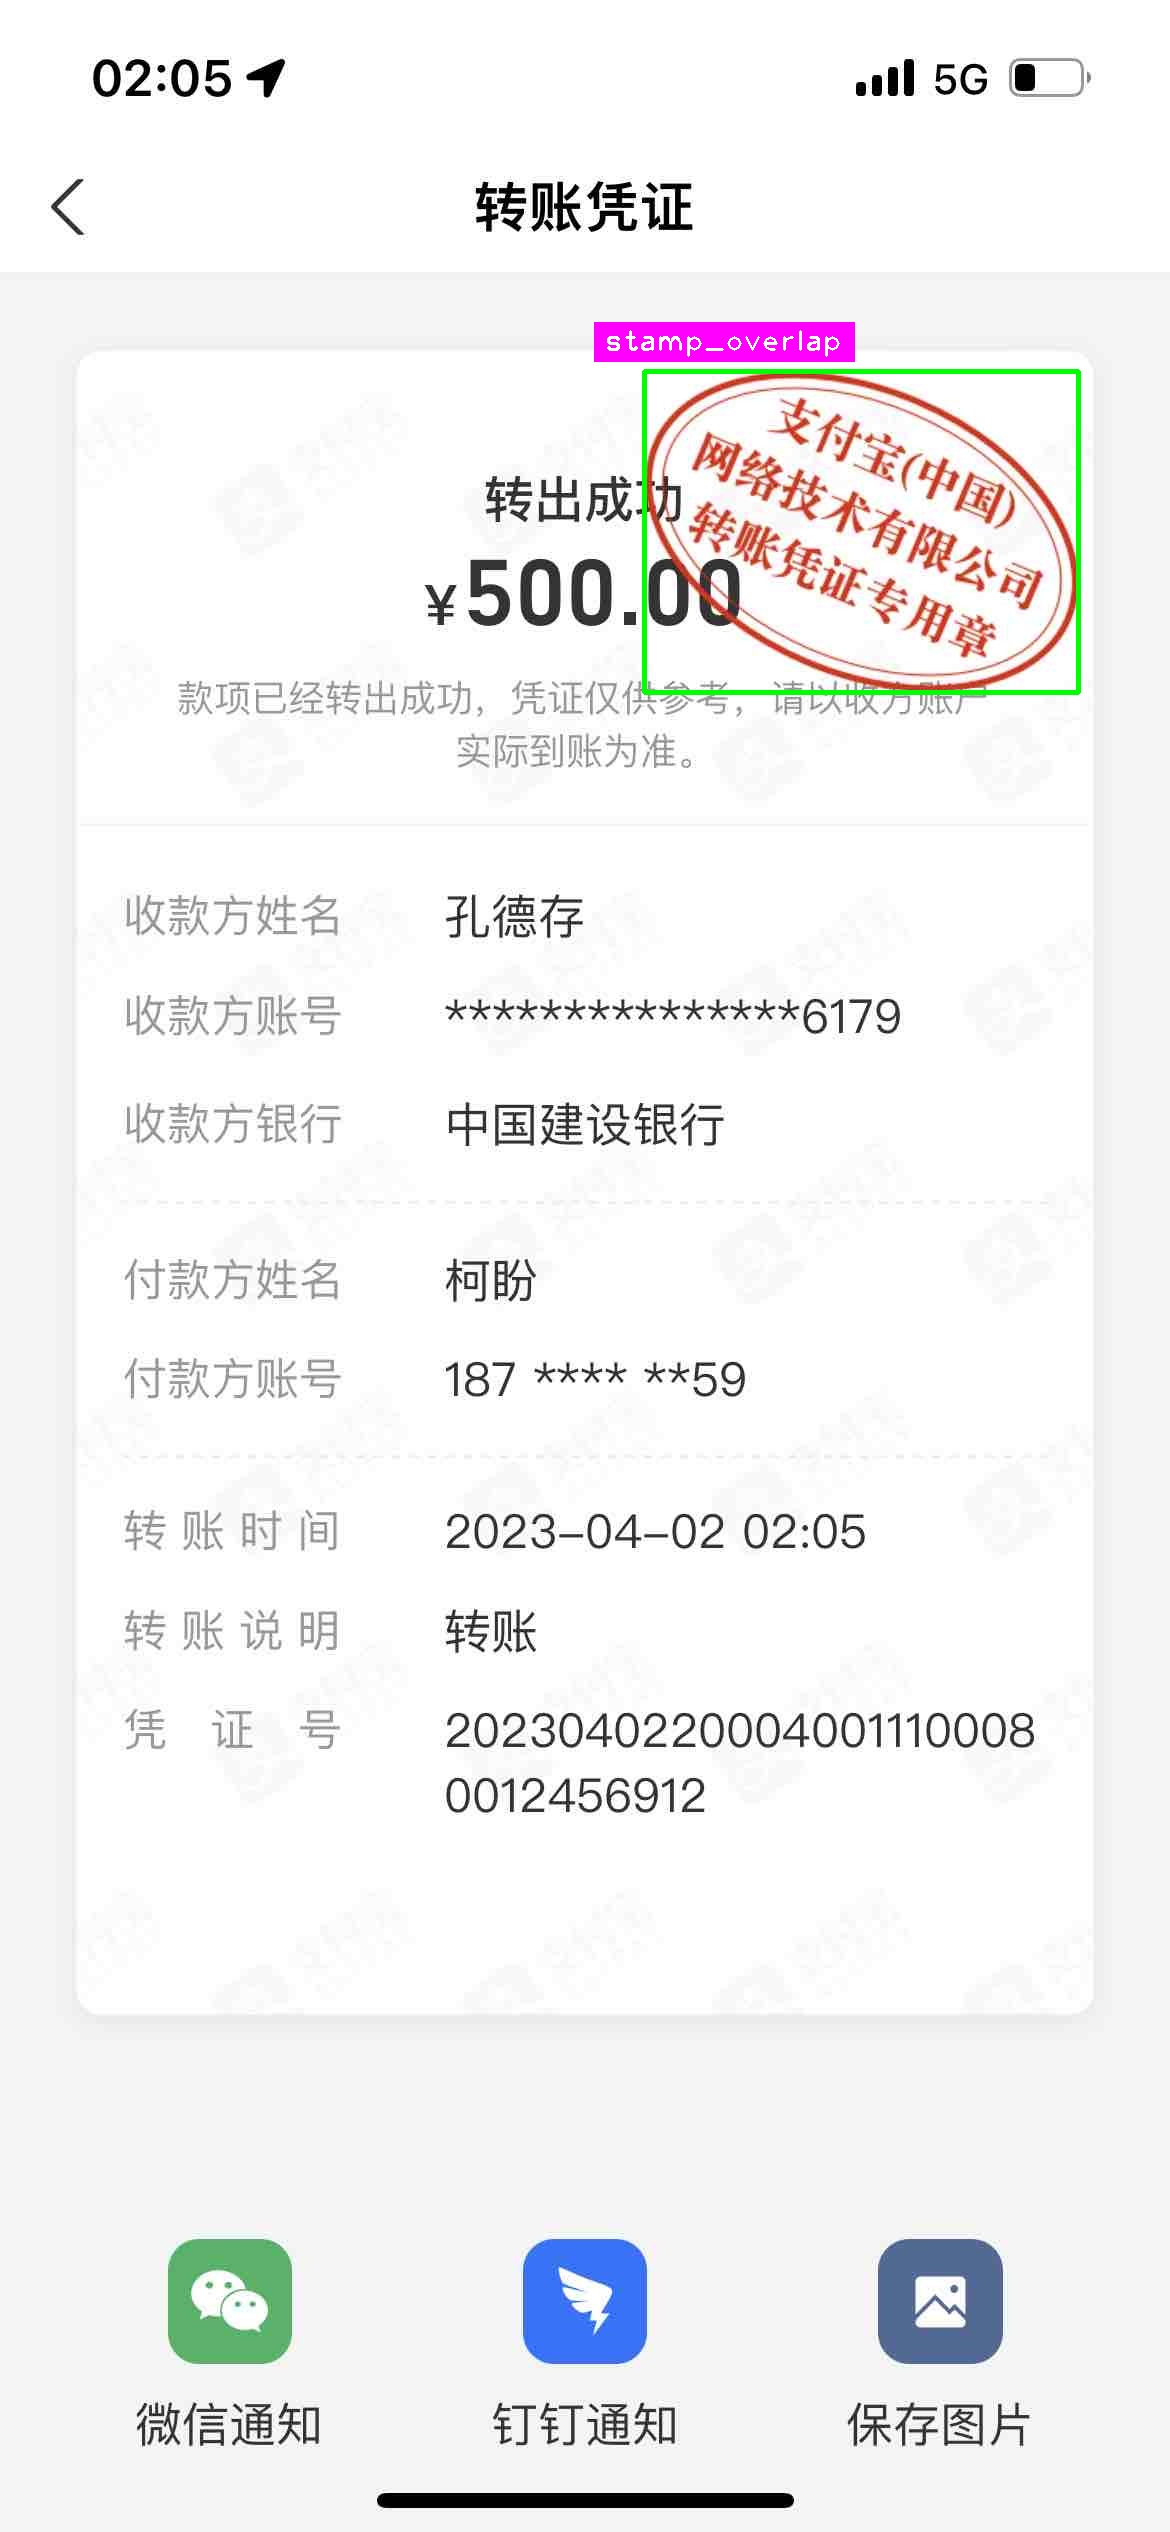 02:05 5G
转账凭证
stamp_overlap
支付宝(中国)
网络技术有限公司
转账凭证专用章
转出成功
¥500.00
款项已经转出成功，凭证仅供参考，请以收方账户
实际到账为准。
收款方姓名 孔德存
收款方账号 ***************6179
收款方银行 中国建设银行
付款方姓名 柯盼
付款方账号 187 **** **59
转账时间 2023-04-02 02:05
转账说明 转账
凭证号 2023040220004001110008
0012456912
微信通知 钉钉通知 保存图片